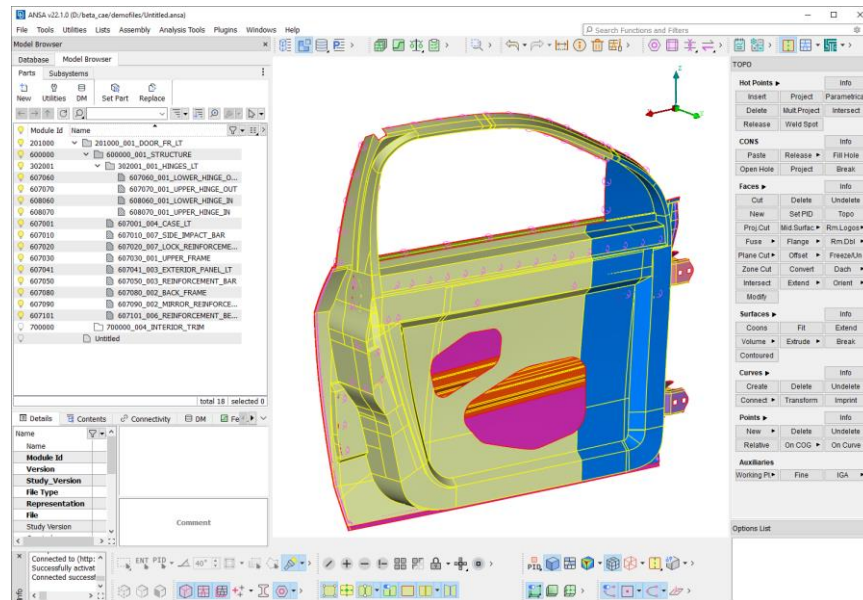 ANSA v22.1.0 (D:/beta_cae/demofiles/Untitled.ansa)
File Tools Utilities Lists Assembly Analysis Tools Plugins Windows Help
Search Functions and Filters
Model Browser
Database Model Browser
Parts Subsystems
New Utilities DM Set Part Replace
Module Id Name
201000 201000_001_DOOR_FR_LT
600000 600000_001_STRUCTURE
302001 302001_001_HINGES_LT
607060 607060_001_LOWER_HINGE_O...
607070 607070_001_UPPER_HINGE_OUT
608060 608060_001_LOWER_HINGE_IN
608070 608070_001_UPPER_HINGE_IN
607001 607001_004_CASE_LT
607010 607010_007_SIDE_IMPACT_BAR
607020 607020_007_LOCK_REINFORCEME...
607030 607030_001_UPPER_FRAME
607041 607041_003_EXTERIOR_PANEL_LT
607050 607050_003_REINFORCEMENT_BAR
607080 607080_002_BACK_FRAME
607090 607090_002_MIRROR_REINFORCE...
607101 607101_006_REINFORCEMENT_BE...
700000 700000_004_INTERIOR_TRIM
Untitled
total 18 selected 0
Details Contents Connectivity DM Fe
Name
Name
Module Id
Version
Study_Version
File Type
Representation
File
Study Version
Comment
Connected to (http:
Successfully activat
Connected successf
ENT PID 40°
PID
TOPO
Hot Points Info
Insert Project Parametrica
Delete Mult.Project Intersect
Release Weld Spot
CONS Info
Paste Release Fill Hole
Open Hole Project Break
Faces Info
Cut Delete Undelete
New Set PID Topo
Proj.Cut Mid.Surfac Rm.Logos
Fuse Flange Rm.Dbl
Plane Cut Offset Freeze/Un
Zone Cut Convert Dach
Intersect Extend Orient
Modify
Surfaces Info
Coons Fit Extend
Volume Extrude Break
Contoured
Curves Info
Create Delete Undelete
Connect Transform Imprint
Points Info
New Delete Undelete
Relative On COG On Curve
Auxiliaries
Working Pl Fine IGA
Options List